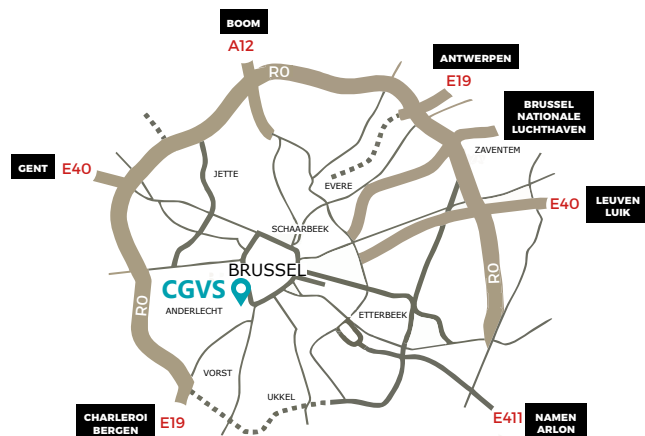 BOOM
A12
R0
ANTWERPEN
E19
BRUSSEL
NATIONALE
LUCHTHAVEN
ZAVENTEM
GENT
E40
JETTE
EVERE
E40
LEUVEN
LUIK
SCHAARBEEK
BRUSSEL
CGVS
R0
R0
ANDERLECHT
ETTERBEEK
VORST
UKKEL
CHARLEROI
BERGEN
E19
E411
NAMEN
ARLON